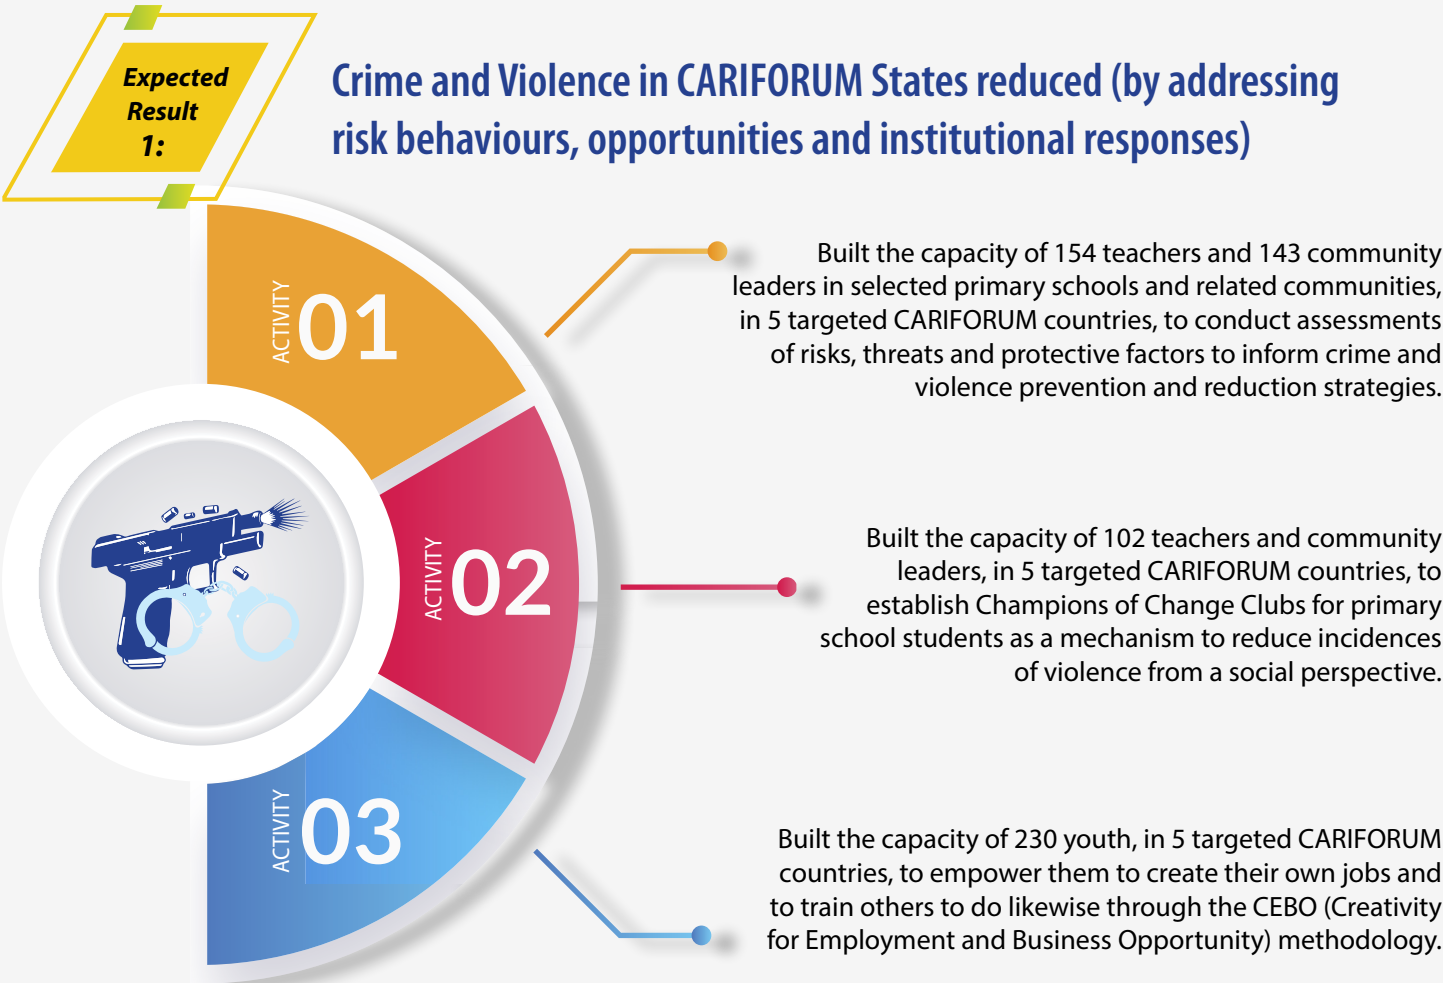 Expected
Result
1:
Crime and Violence in CARIFORUM States reduced (by addressing
risk behaviours, opportunities and institutional responses)
ACTIVITY
01
Built the capacity of 154 teachers and 143 community
leaders in selected primary schools and related communities,
in 5 targeted CARIFORUM countries, to conduct assessments
of risks, threats and protective factors to inform crime and
violence prevention and reduction strategies.
ACTIVITY
02
Built the capacity of 102 teachers and community
leaders, in 5 targeted CARIFORUM countries, to
establish Champions of Change Clubs for primary
school students as a mechanism to reduce incidences
of violence from a social perspective.
ACTIVITY
03
Built the capacity of 230 youth, in 5 targeted CARIFORUM
countries, to empower them to create their own jobs and
to train others to do likewise through the CEBO (Creativity
for Employment and Business Opportunity) methodology.